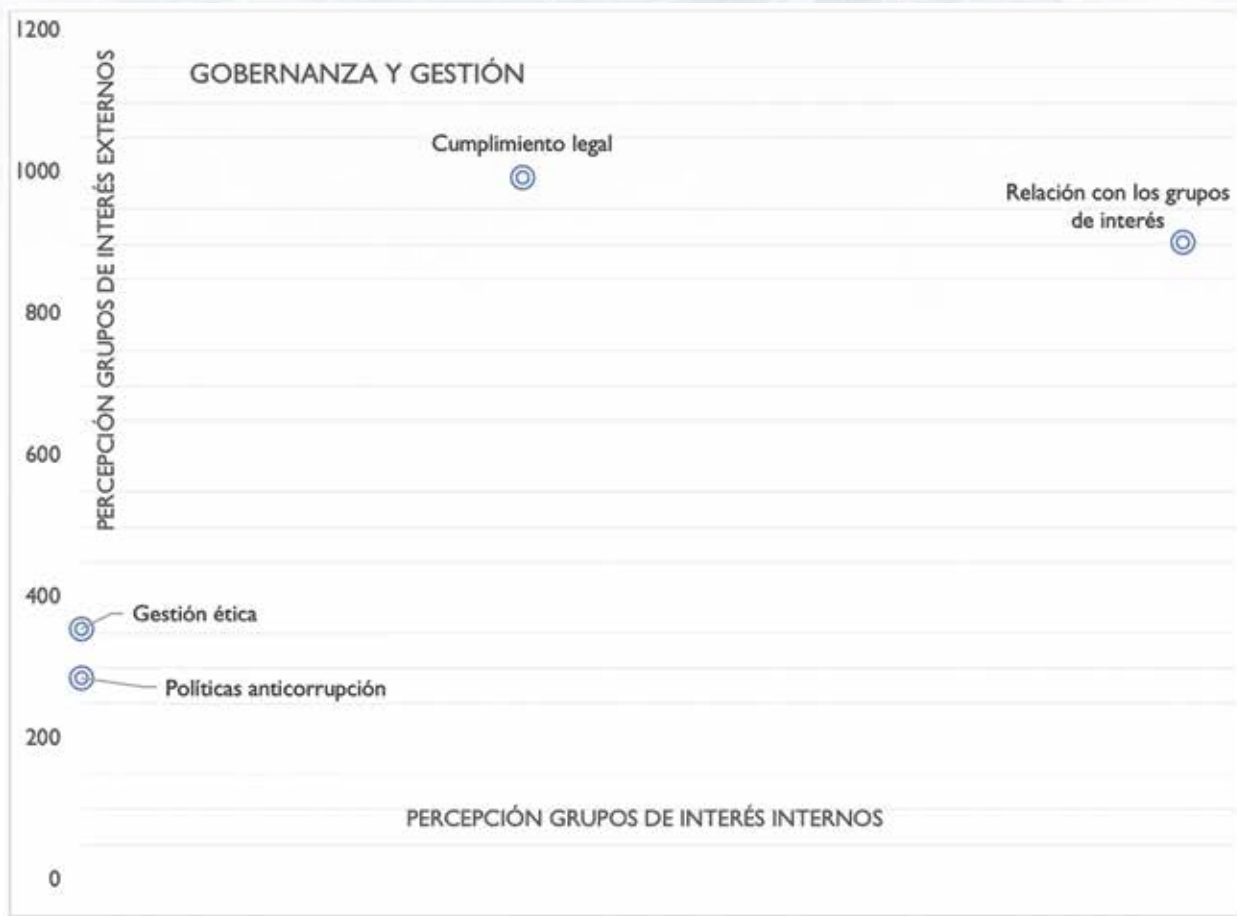 1200
GOBERNANZA Y GESTIÓN
PERCEPCIÓN GRUPOS DE INTERÉS EXTERNOS
Cumplimiento legal
1000
Relación con los grupos
de interés
800
600
400
Gestión ética
Políticas anticorrupción
200
PERCEPCIÓN GRUPOS DE INTERÉS INTERNOS
0